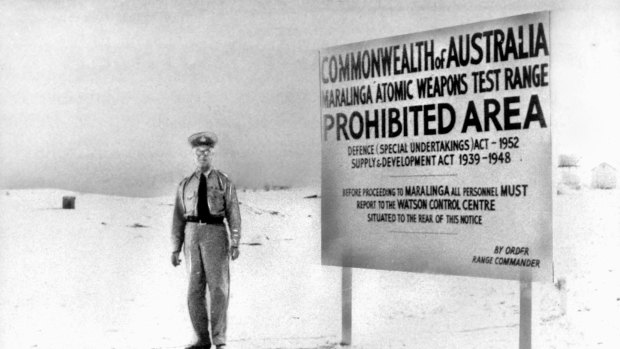 COMMONWEALTH of AUSTRALIA
MARALINGA ATOMIC WEAPONS TEST RANGE
PROHIBITED AREA
DEFENCE (SPECIAL UNDERTAKINGS) ACT - 1952
SUPPLY & DEVELOPMENT ACT 1939 - 1948
BEFORE PROCEEDING TO MARALINGA ALL PERSONNEL MUST
REPORT TO THE WATSON CONTROL CENTRE
SITUATED TO THE REAR OF THIS NOTICE
BY ORDER
RANGE COMMANDER